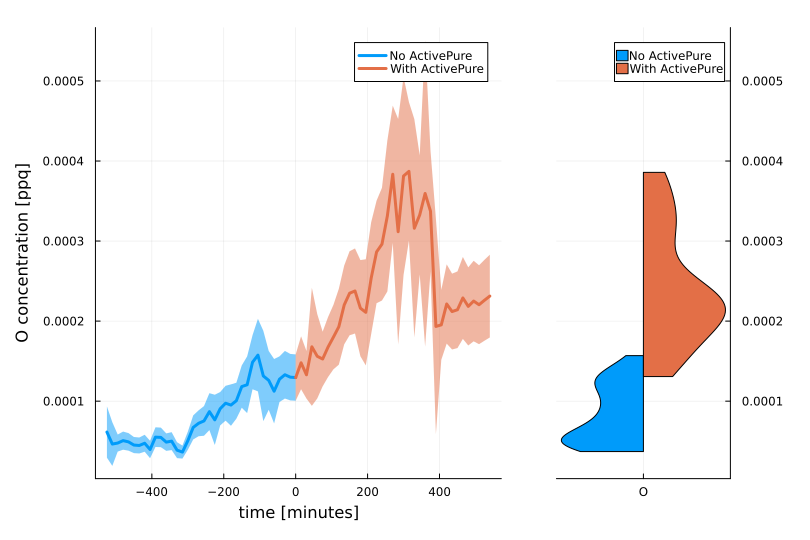 No ActivePure
With ActivePure
0.0005
0.0004
0.0003
0.0002
0.0001
O concentration [ppq]
−400
−200
0
200
400
time [minutes]
No ActivePure
With ActivePure
0.0005
0.0004
0.0003
0.0002
0.0001
O